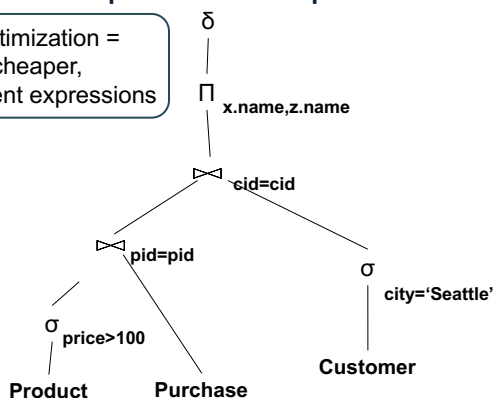 timization =
cheaper,
ent expressions
δ
Π x.name,z.name
⋈ cid=cid
⋈ pid=pid
σ city=‘Seattle’
σ price>100
Customer
Product Purchase